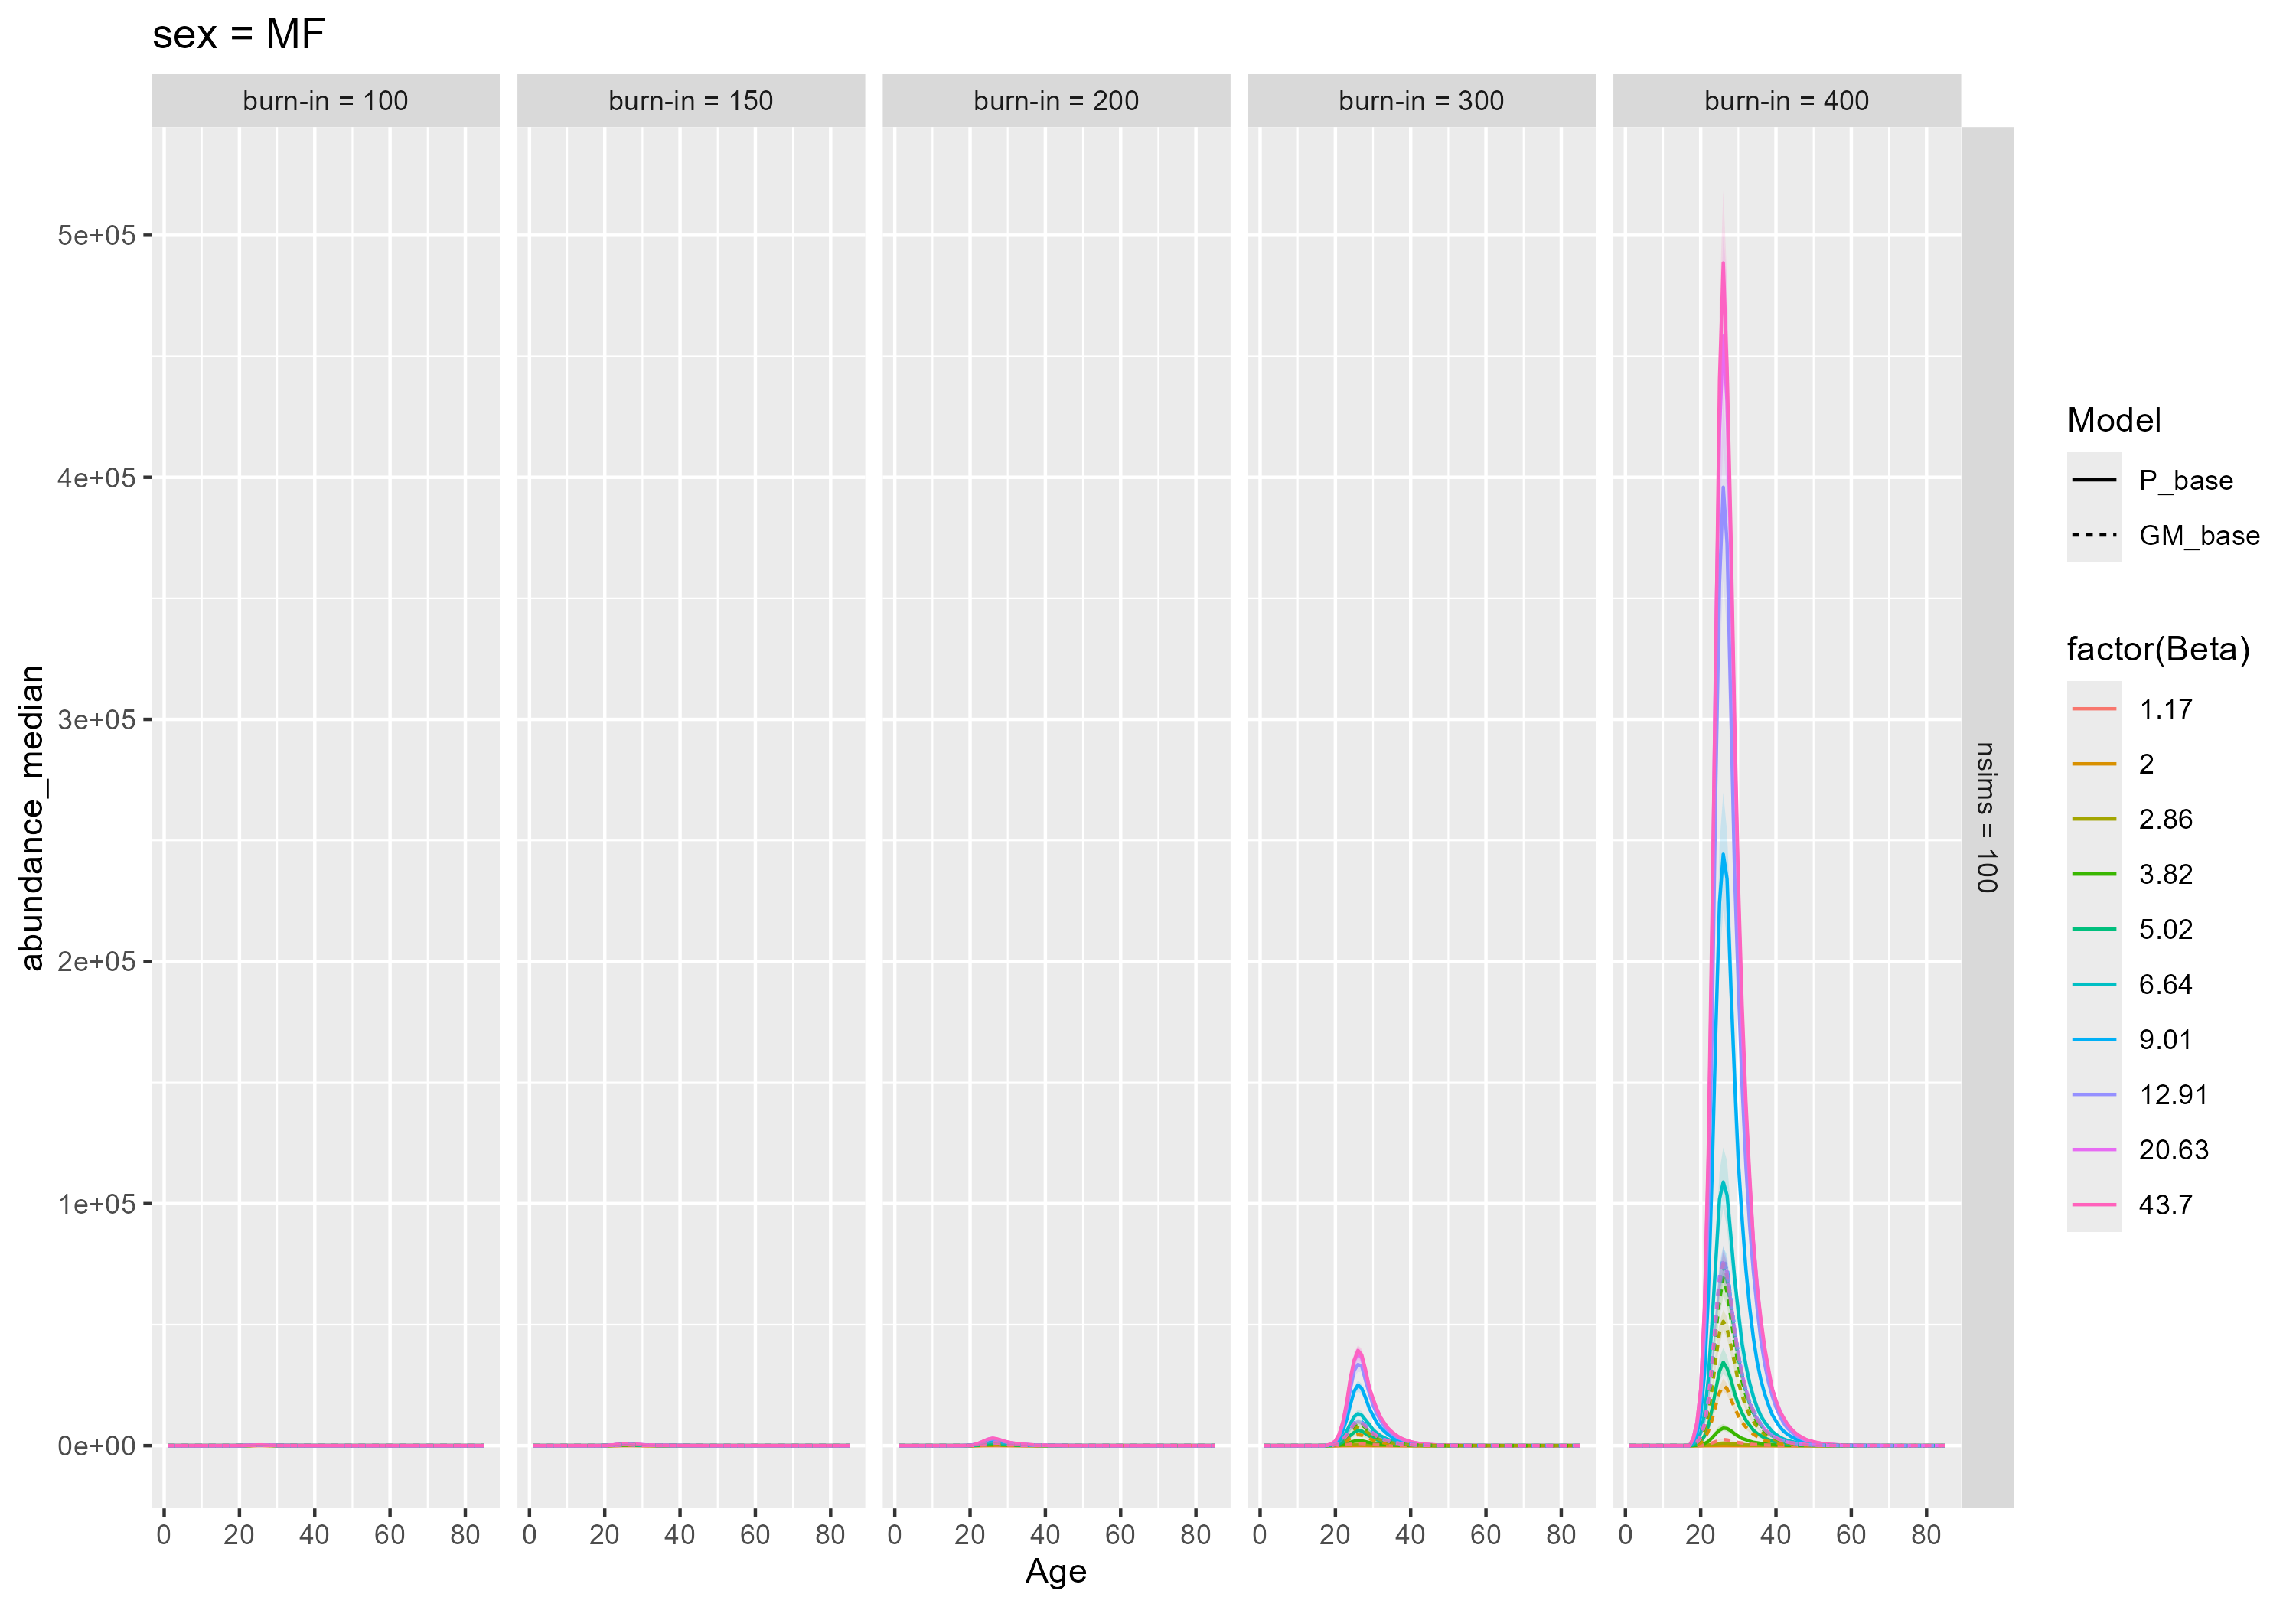 sex = MF
burn-in = 100
burn-in = 150
burn-in = 200
burn-in = 300
burn-in = 400
5e+05
4e+05
3e+05
2e+05
1e+05
0e+00
abundance_median
nsims = 100
0 20 40 60 80
0 20 40 60 80
0 20 40 60 80
0 20 40 60 80
0 20 40 60 80
Age
Model
P_base
GM_base
factor(Beta)
1.17
2
2.86
3.82
5.02
6.64
9.01
12.91
20.63
43.7